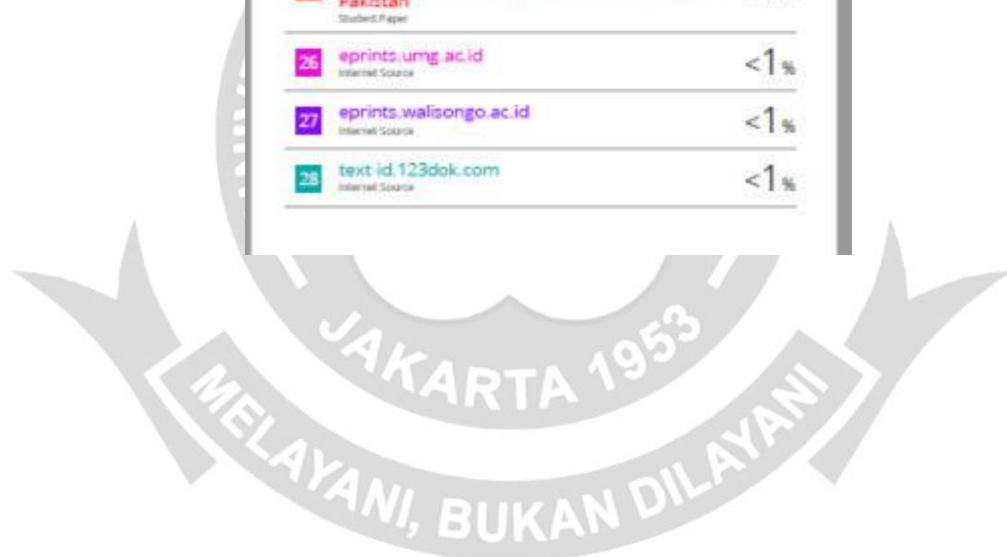 Pakistan
Student Paper
26 eprints.umg.ac.id <1%
Internet Source
27 eprints.walisongo.ac.id <1%
Internet Source
28 text-id.123dok.com <1%
Internet Source
JAKARTA 1953
MELAYANI, BUKAN DILAYANI